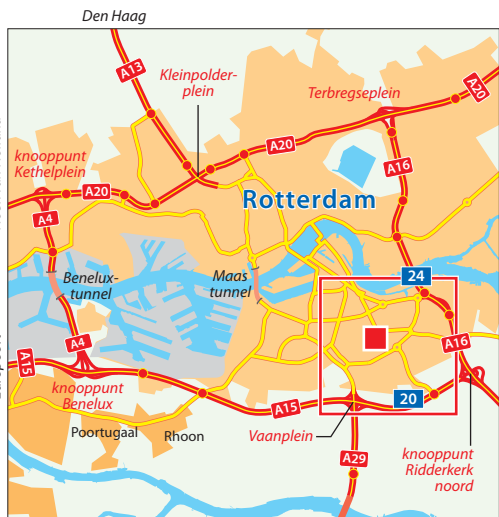 Den Haag
A13
Kleinpolder-
plein
Terbregseplein
A20
A20
A16
knooppunt
Kethelplein
A20
A4
Rotterdam
Benelux-
tunnel
Maas
tunnel
24
A4
A15
A16
knooppunt
Benelux
A15
20
Poortugaal
Rhoon
Vaanplein
A29
knooppunt
Ridderkerk
noord